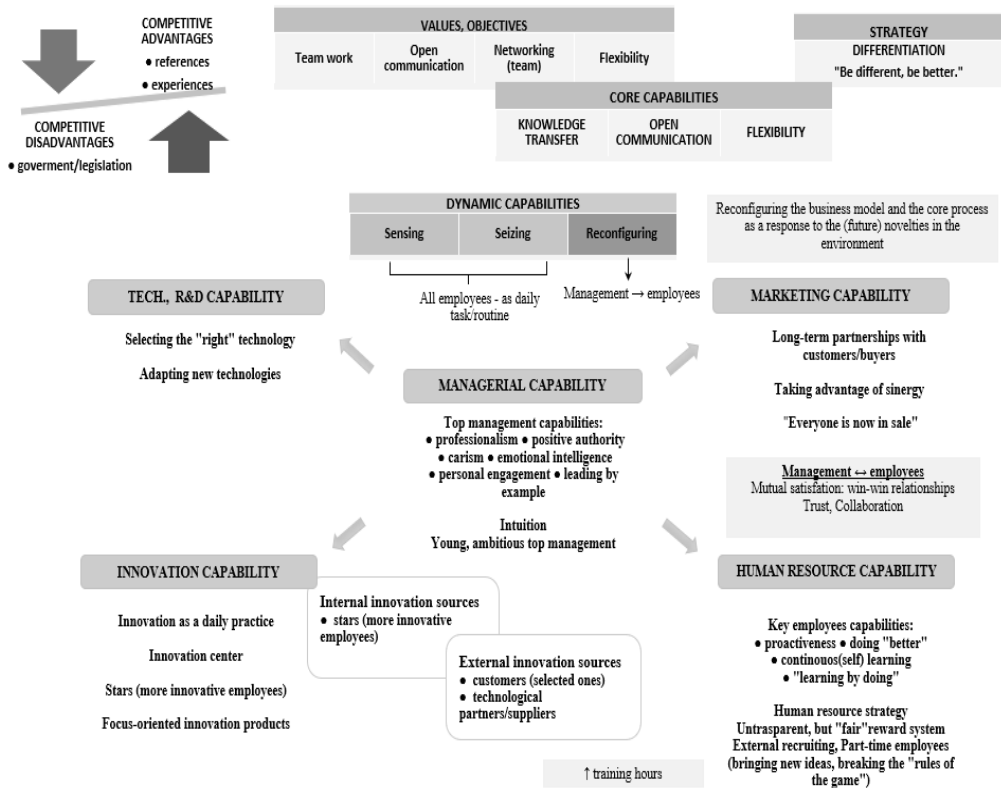 COMPETITIVE
ADVANTAGES
● references
● experiences
COMPETITIVE
DISADVANTAGES
● goverment/legislation
VALUES, OBJECTIVES
Team work
Open
communication
Networking
(team)
Flexibility
STRATEGY
DIFFERENTIATION
"Be different, be better."
CORE CAPABILITIES
KNOWLEDGE
TRANSFER
OPEN
COMMUNICATION
FLEXIBILITY
DYNAMIC CAPABILITIES
Sensing
Seizing
Reconfiguring
All employees - as daily
task/routine
Management → employees
Reconfiguring the business model and the core process
as a response to the (future) novelties in the
environment
TECH., R&D CAPABILITY
Selecting the "right" technology
Adapting new technologies
MARKETING CAPABILITY
Long-term partnerships with
customers/buyers
Taking advantage of sinergy
"Everyone is now in sale"
MANAGERIAL CAPABILITY
Top management capabilities:
● professionalism ● positive authority
● carism ● emotional intelligence
● personal engagement ● leading by
example
Intuition
Young, ambitious top management
Management ↔ employees
Mutual satisfaction: win-win relationships
Trust, Collaboration
INNOVATION CAPABILITY
Innovation as a daily practice
Innovation center
Stars (more innovative employees)
Focus-oriented innovation products
Internal innovation sources
● stars (more innovative
employees)
External innovation sources
● customers (selected ones)
● technological
partners/suppliers
HUMAN RESOURCE CAPABILITY
Key employees capabilities:
● proactiveness ● doing "better"
● continuos(self) learning
● "learning by doing"
Human resource strategy
Untrasparent, but "fair"reward system
External recruiting, Part-time employees
(bringing new ideas, breaking the "rules of
the game")
↑ training hours